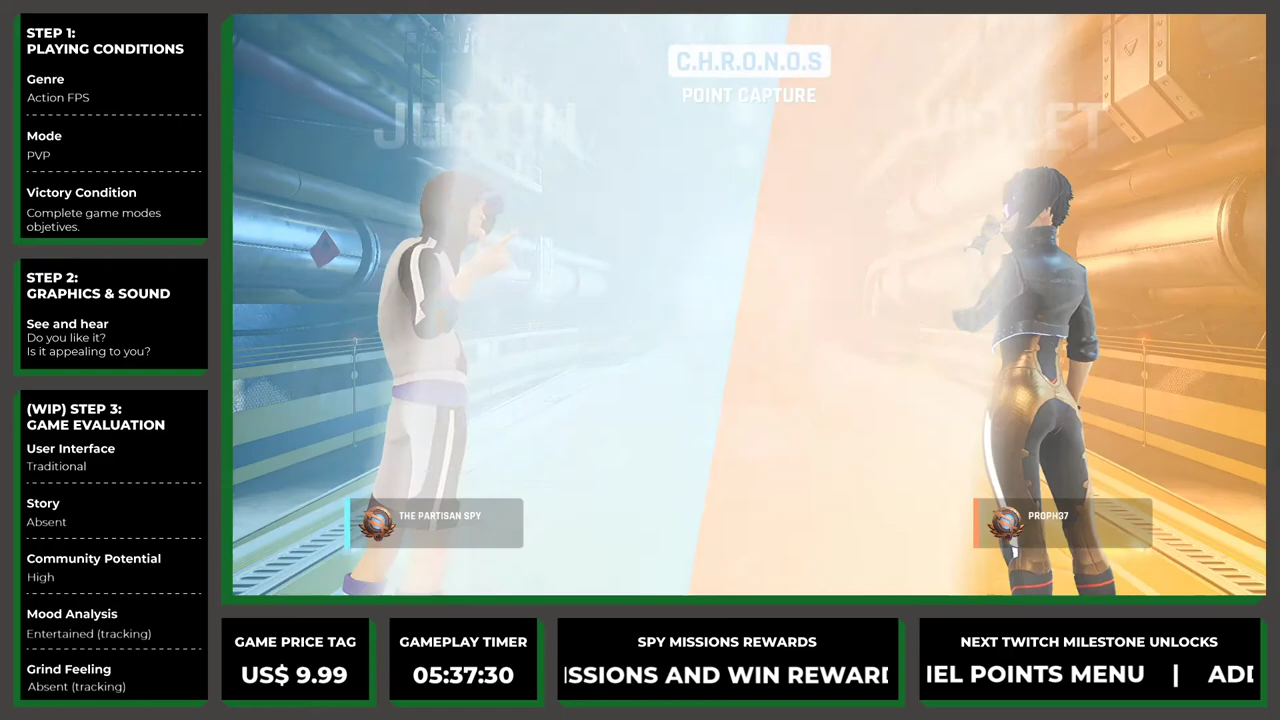 STEP 1:
PLAYING CONDITIONS
Genre
Action FPS
Mode
PVP
Victory Condition
Complete game modes
objetives.
STEP 2:
GRAPHICS & SOUND
See and hear
Do you like it?
Is it appealing to you?
(WIP) STEP 3:
GAME EVALUATION
User Interface
Traditional
Story
Absent
Community Potential
High
Mood Analysis
Entertained (tracking)
Grind Feeling
Absent (tracking)
C.H.R.O.N.O.S
POINT CAPTURE
VIOLET
THE PARTISAN SPY
PROPH37
GAME PRICE TAG
US$ 9.99
GAMEPLAY TIMER
05:37:30
SPY MISSIONS REWARDS
ISSIONS AND WIN REWARD
NEXT TWITCH MILESTONE UNLOCKS
EL POINTS MENU | ADD